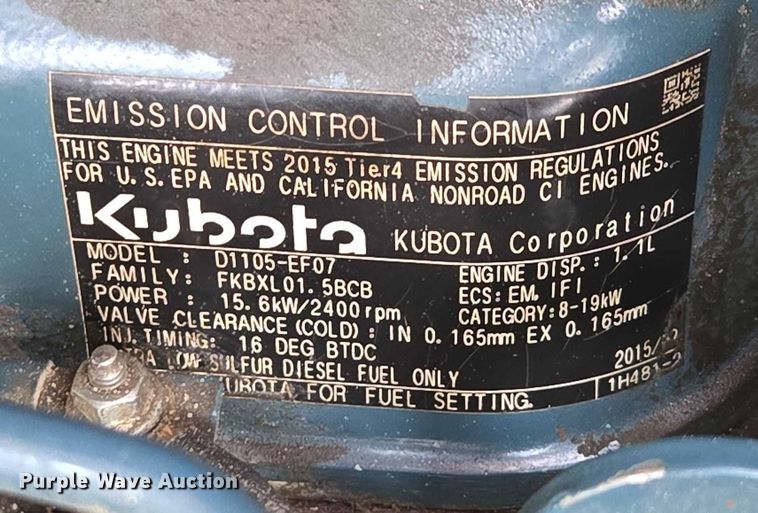 EMISSION CONTROL INFORMATION
THIS ENGINE MEETS 2015 Tier4 EMISSION REGULATIONS
FOR U.S.EPA AND CALIFORNIA NONROAD CI ENGINES.
Kubota KUBOTA Corporation
MODEL : D1105-EF07 ENGINE DISP.: 1.1L
FAMILY: FKBXL01.5BCB ECS: EM, IFI
POWER : 15.6kW/2400rpm CATEGORY:8-19kW
VALVE CLEARANCE(COLD): IN 0.165mm EX 0.165mm
INJ.TIMING: 16 DEG BTDC 2015/
LOW SULFUR DIESEL FUEL ONLY
FOR FUEL SETTING. 1H481-
Purple Wave Auction